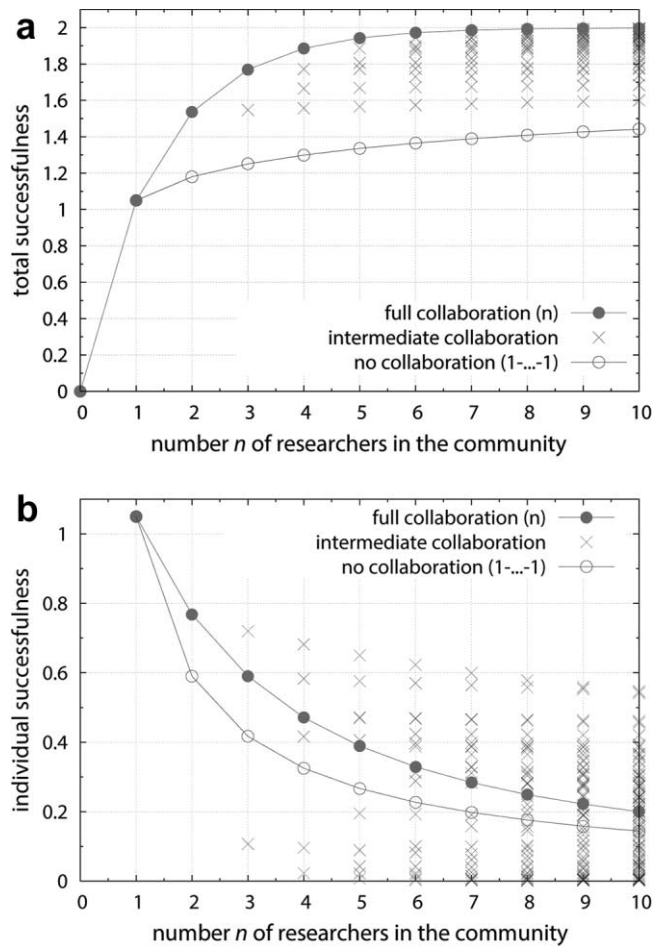 a
total successfulness
2
1.8
1.6
1.4
1.2
1
0.8
0.6
0.4
0.2
0
full collaboration (n)
intermediate collaboration
no collaboration (1-...-1)
0 1 2 3 4 5 6 7 8 9 10
number n of researchers in the community
b
individual successfulness
1
0.8
0.6
0.4
0.2
0
full collaboration (n)
intermediate collaboration
no collaboration (1-...-1)
0 1 2 3 4 5 6 7 8 9 10
number n of researchers in the community